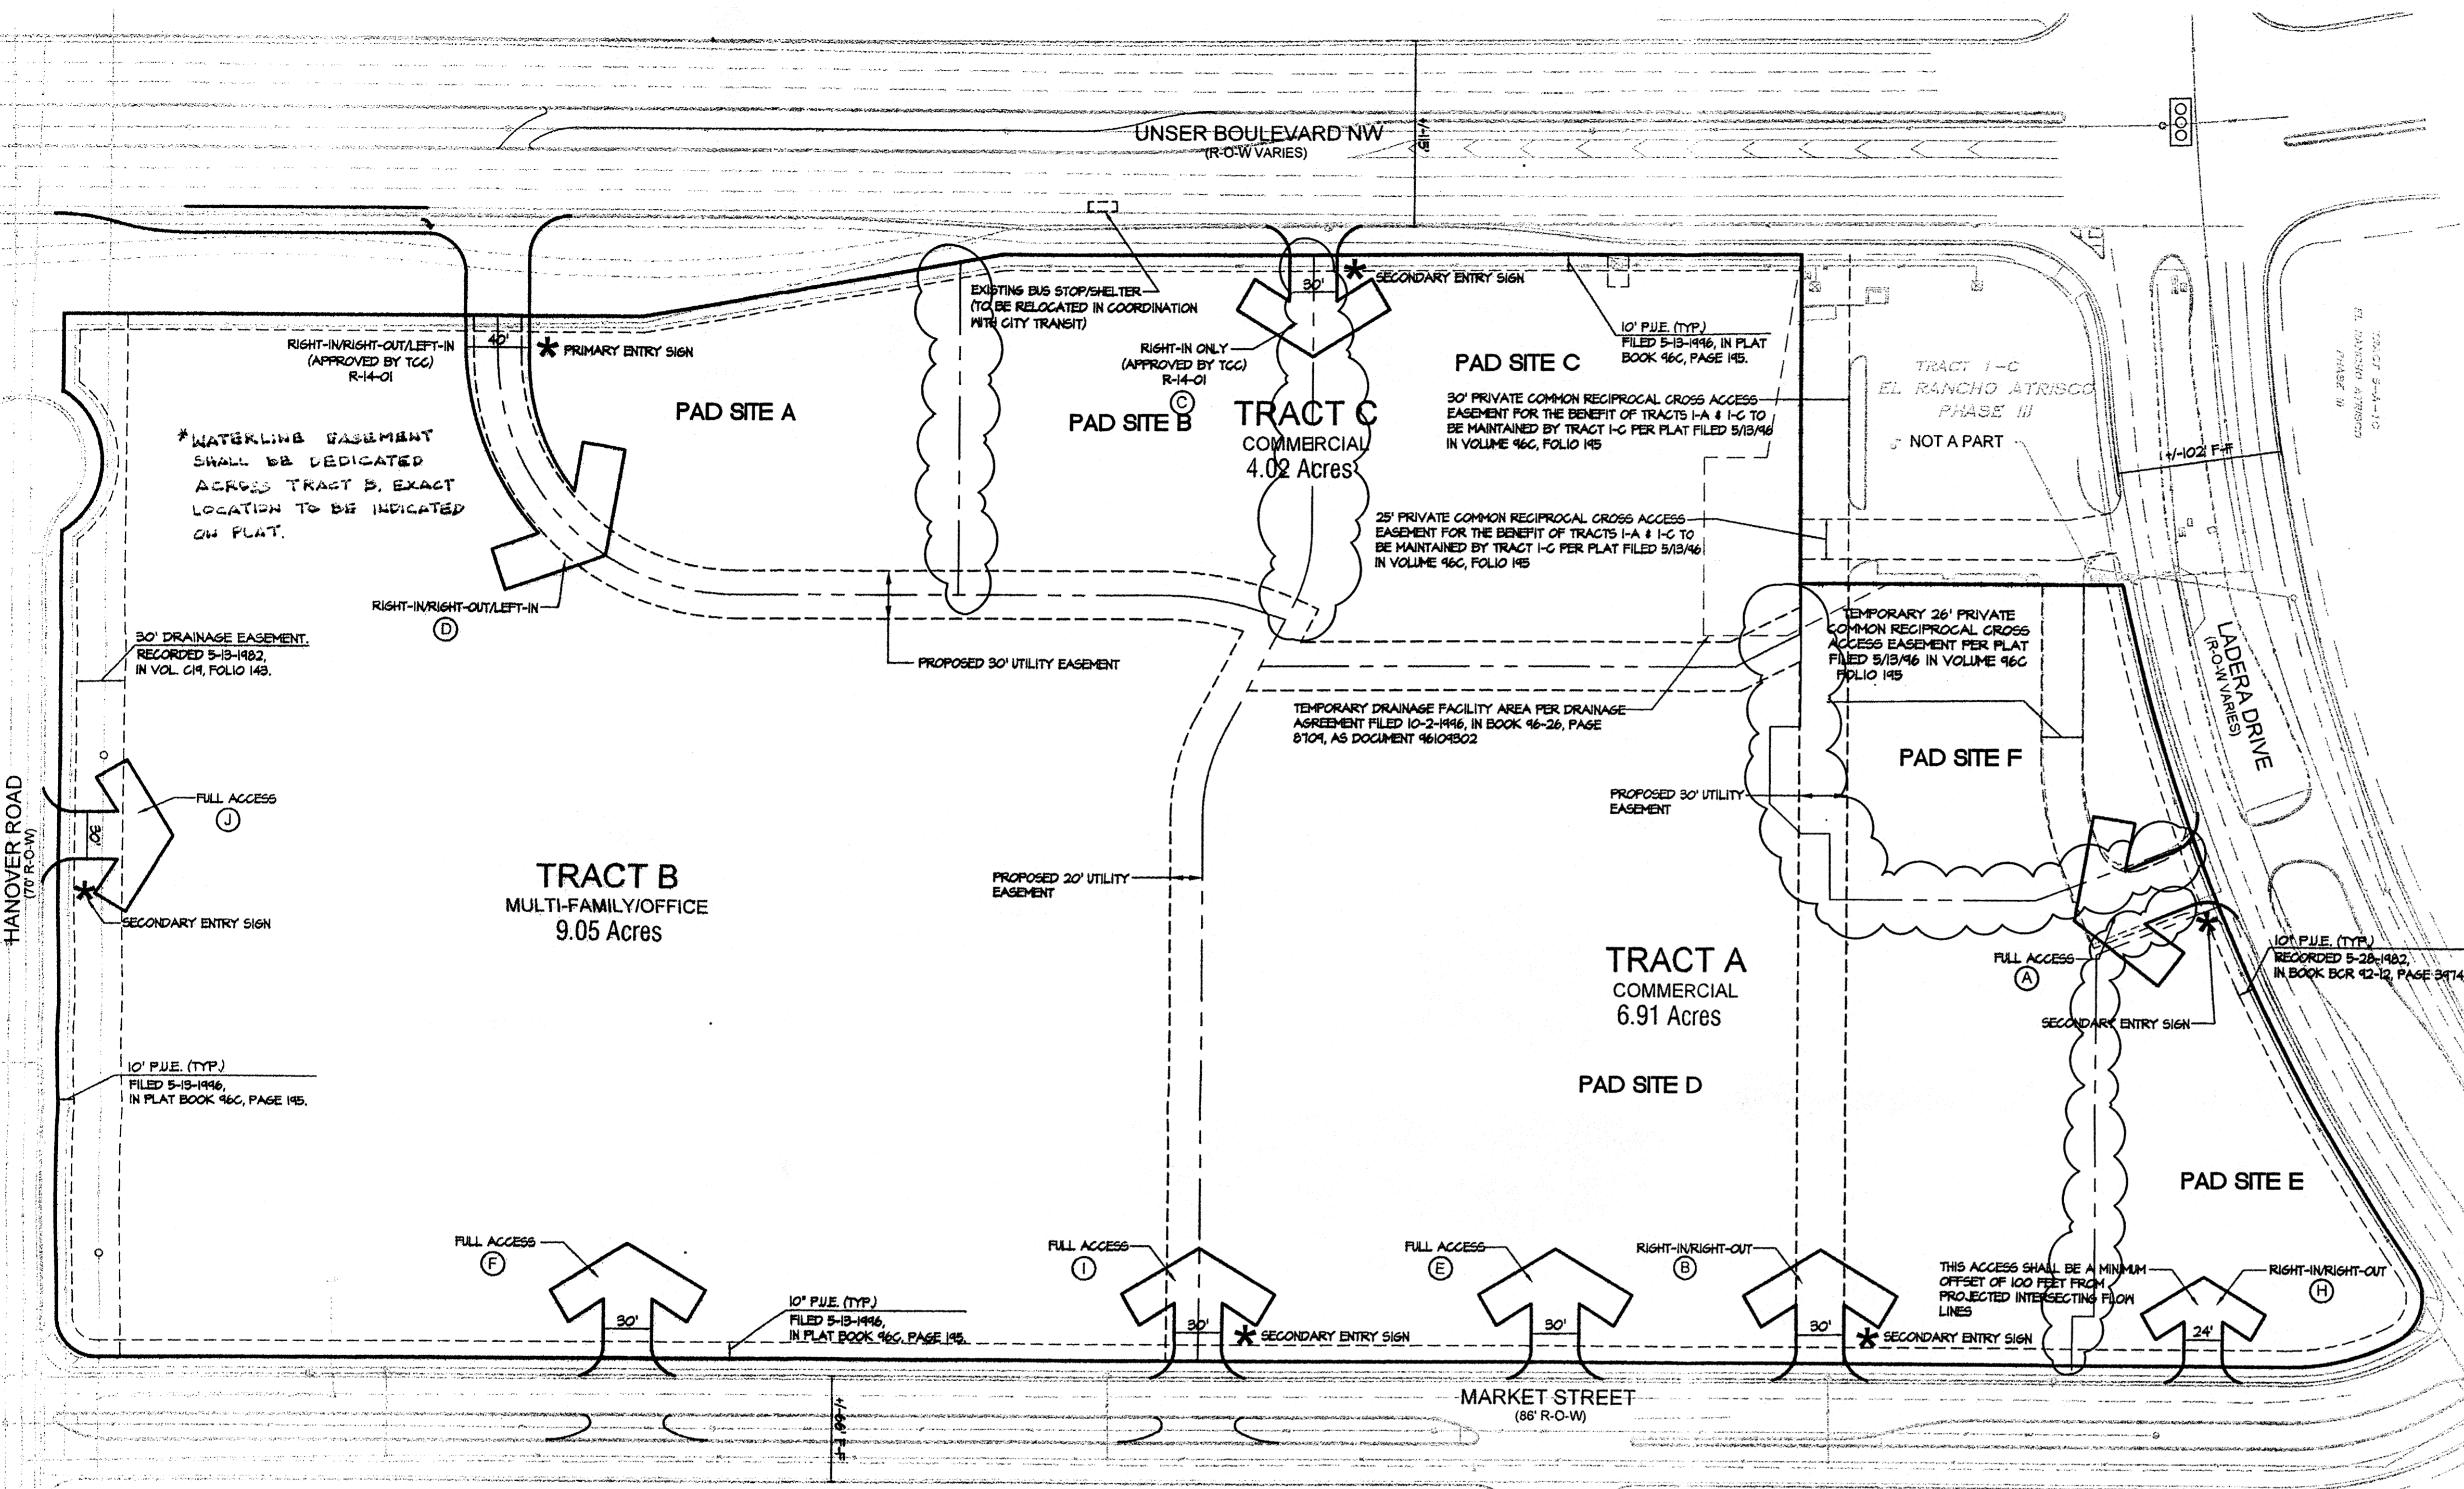 UNSER BOULEVARD NW
(R-O-W VARIES)
EXISTING BUS STOP/SHELTER
(TO BE RELOCATED IN COORDINATION
WITH CITY TRANSIT)
30'
SECONDARY ENTRY SIGN
RIGHT-IN/RIGHT-OUT/LEFT-IN
(APPROVED BY TCC)
R-14-01
40'
PRIMARY ENTRY SIGN
RIGHT-IN ONLY
(APPROVED BY TCC)
R-14-01
C
10' P.U.E. (TYP.)
FILED 5-13-1996, IN PLAT
BOOK 96C, PAGE 195.
PAD SITE A
PAD SITE B
PAD SITE C
TRACT C
COMMERCIAL
4.02 Acres
30' PRIVATE COMMON RECIPROCAL CROSS ACCESS
EASEMENT FOR THE BENEFIT OF TRACTS 1-A & 1-C TO
BE MAINTAINED BY TRACT 1-C PER PLAT FILED 5/13/96
IN VOLUME 96C, FOLIO 195
TRACT 1-C
EL RANCHO ATRISCO
PHASE III
NOT A PART
+/-102' F-F
*WATERLINE EASEMENT
SHALL BE DEDICATED
ACROSS TRACT B. EXACT
LOCATION TO BE INDICATED
ON PLAT.
25' PRIVATE COMMON RECIPROCAL CROSS ACCESS
EASEMENT FOR THE BENEFIT OF TRACTS 1-A & 1-C TO
BE MAINTAINED BY TRACT 1-C PER PLAT FILED 5/13/96
IN VOLUME 96C, FOLIO 195
RIGHT-IN/RIGHT-OUT/LEFT-IN
D
30' DRAINAGE EASEMENT.
RECORDED 5-13-1982,
IN VOL. C19, FOLIO 143.
PROPOSED 30' UTILITY EASEMENT
TEMPORARY 26' PRIVATE
COMMON RECIPROCAL CROSS
ACCESS EASEMENT PER PLAT
FILED 5/13/96 IN VOLUME 96C
FOLIO 195
LADERA DRIVE
(R-O-W VARIES)
TEMPORARY DRAINAGE FACILITY AREA PER DRAINAGE
AGREEMENT FILED 10-2-1996, IN BOOK 96-26, PAGE
8709, AS DOCUMENT 96109302
PAD SITE F
PROPOSED 30' UTILITY
EASEMENT
HANOVER ROAD
(70' R-O-W)
FULL ACCESS
J
30'
SECONDARY ENTRY SIGN
TRACT B
MULTI-FAMILY/OFFICE
9.05 Acres
PROPOSED 20' UTILITY
EASEMENT
TRACT A
COMMERCIAL
6.91 Acres
FULL ACCESS
A
SECONDARY ENTRY SIGN
10' P.U.E. (TYP.)
RECORDED 5-28-1982,
IN BOOK BCR 92-12, PAGE 3974
10' P.U.E. (TYP.)
FILED 5-13-1996,
IN PLAT BOOK 96C, PAGE 195.
PAD SITE D
PAD SITE E
FULL ACCESS
F
30'
FULL ACCESS
I
30'
SECONDARY ENTRY SIGN
FULL ACCESS
E
30'
RIGHT-IN/RIGHT-OUT
B
30'
SECONDARY ENTRY SIGN
THIS ACCESS SHALL BE A MINIMUM
OFFSET OF 100 FEET FROM
PROJECTED INTERSECTING FLOW
LINES
RIGHT-IN/RIGHT-OUT
H
24'
10' P.U.E. (TYP.)
FILED 5-13-1996,
IN PLAT BOOK 96C, PAGE 195.
MARKET STREET
(86' R-O-W)
+/-66' F-F